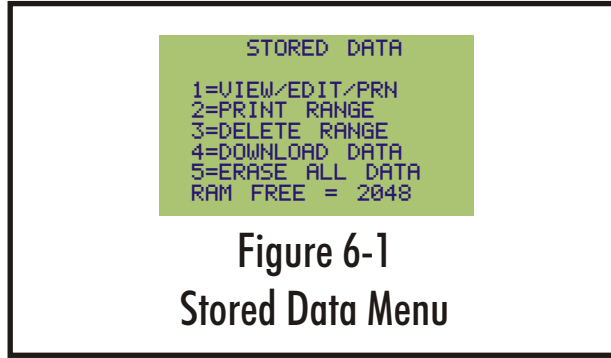 STORED DATA
1=VIEW/EDIT/PRN
2=PRINT RANGE
3=DELETE RANGE
4=DOWNLOAD DATA
5=ERASE ALL DATA
RAM FREE = 2048
Figure 6-1
Stored Data Menu